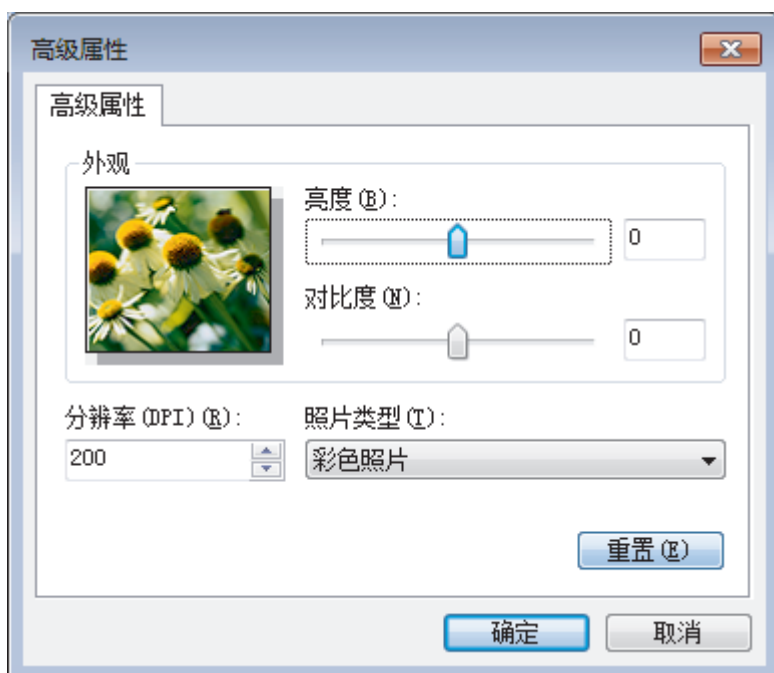 高级属性
高级属性
外观
亮度(B):
0
对比度(N):
0
分辨率(DPI)(R):
200
照片类型(T):
彩色照片
重置(E)
确定
取消